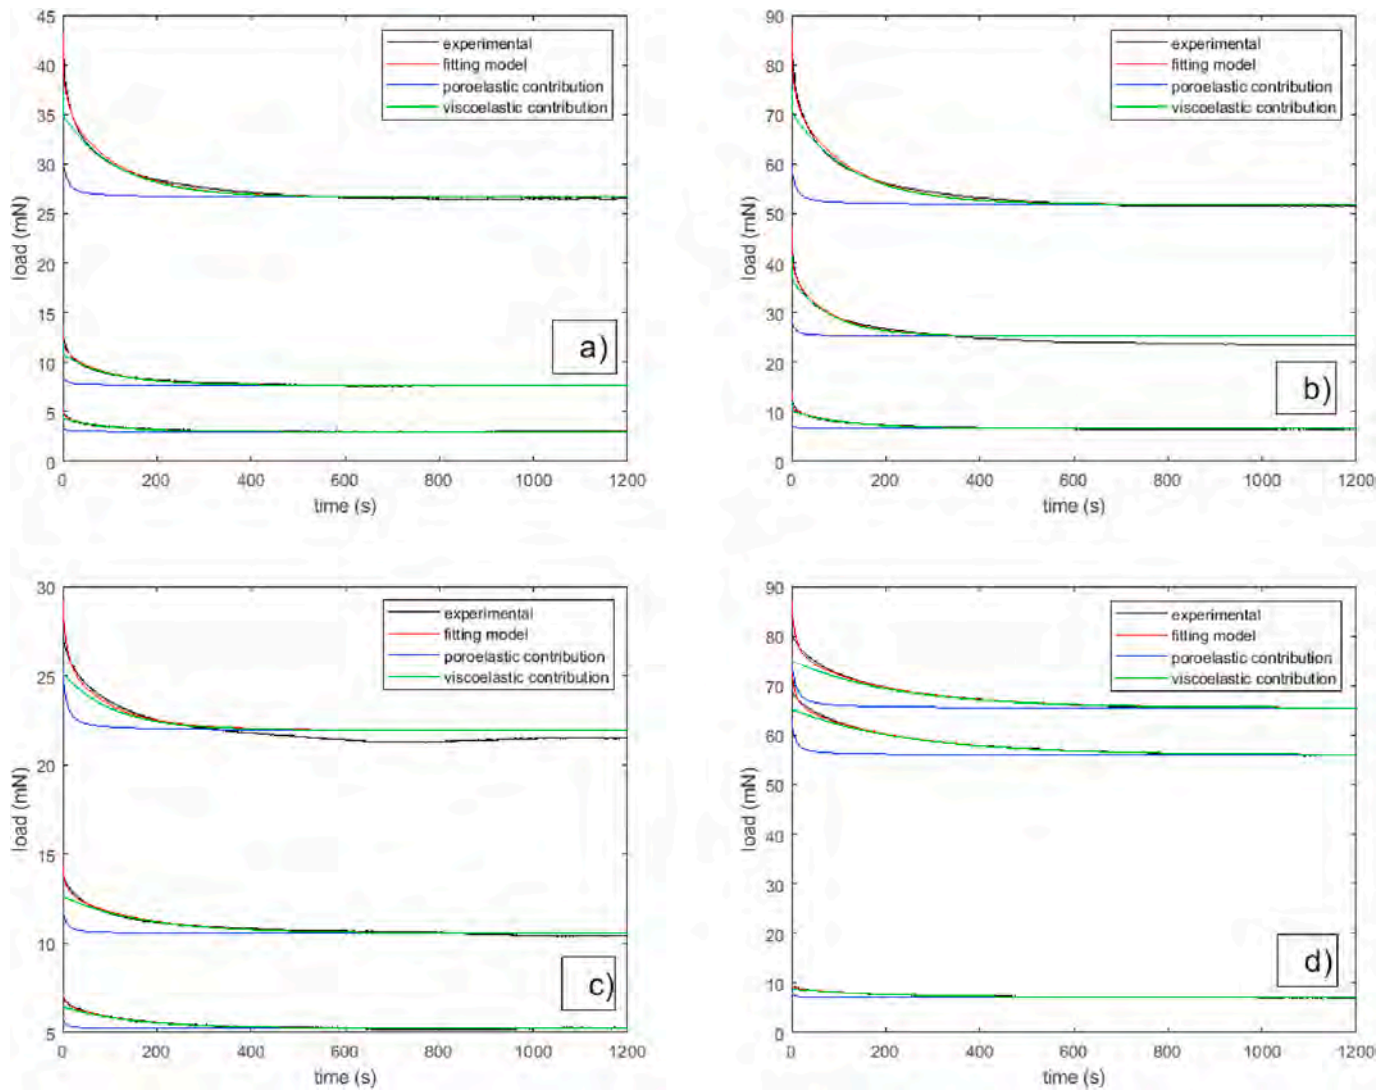 45
40
35
30
25
20
15
10
5
0
load (mN)
0 200 400 600 800 1000 1200
time (s)
experimental
fitting model
poroelastic contribution
viscoelastic contribution
a)
90
80
70
60
50
40
30
20
10
0
load (mN)
0 200 400 600 800 1000 1200
time (s)
experimental
fitting model
poroelastic contribution
viscoelastic contribution
b)
30
25
20
15
10
5
load (mN)
0 200 400 600 800 1000 1200
time (s)
experimental
fitting model
poroelastic contribution
viscoelastic contribution
c)
90
80
70
60
50
40
30
20
10
0
load (mN)
0 200 400 600 800 1000 1200
time (s)
experimental
fitting model
poroelastic contribution
viscoelastic contribution
d)